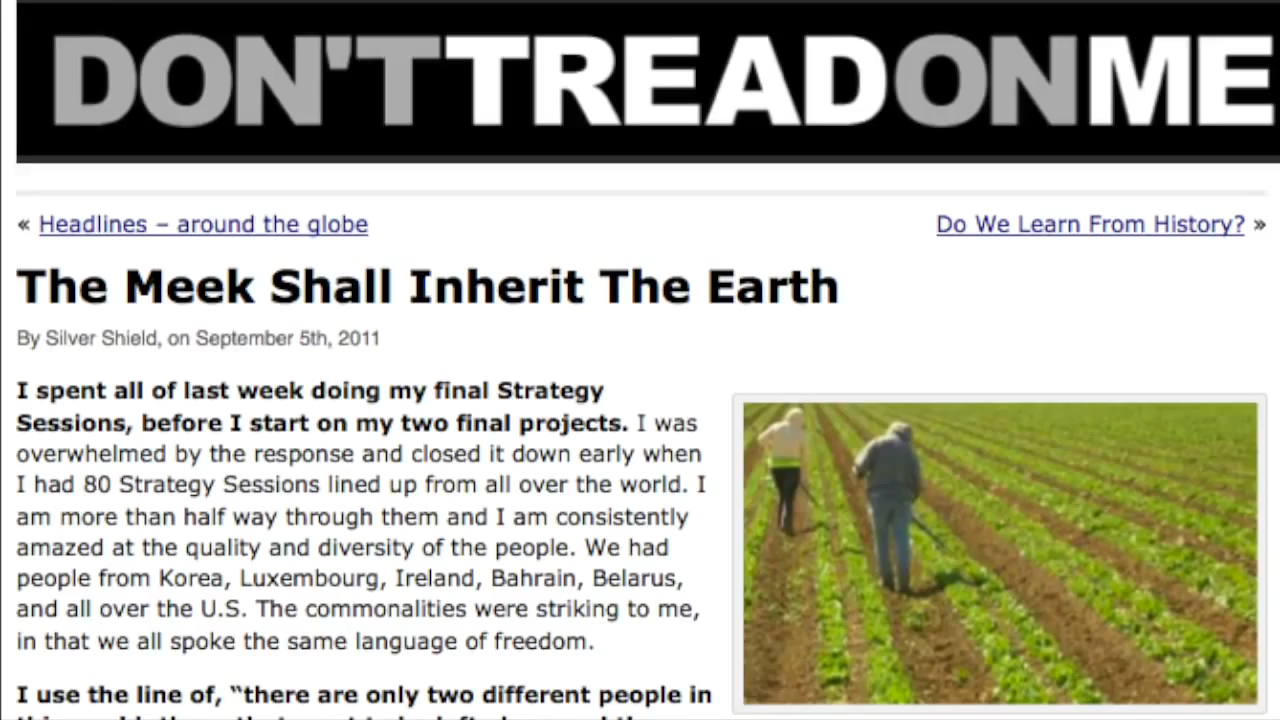 DON'TTREADONME
« Headlines – around the globe
Do We Learn From History? »
The Meek Shall Inherit The Earth
By Silver Shield, on September 5th, 2011
I spent all of last week doing my final Strategy
Sessions, before I start on my two final projects. I was
overwhelmed by the response and closed it down early when
I had 80 Strategy Sessions lined up from all over the world. I
am more than half way through them and I am consistently
amazed at the quality and diversity of the people. We had
people from Korea, Luxembourg, Ireland, Bahrain, Belarus,
and all over the U.S. The commonalities were striking to me,
in that we all spoke the same language of freedom.
I use the line of, “there are only two different people in